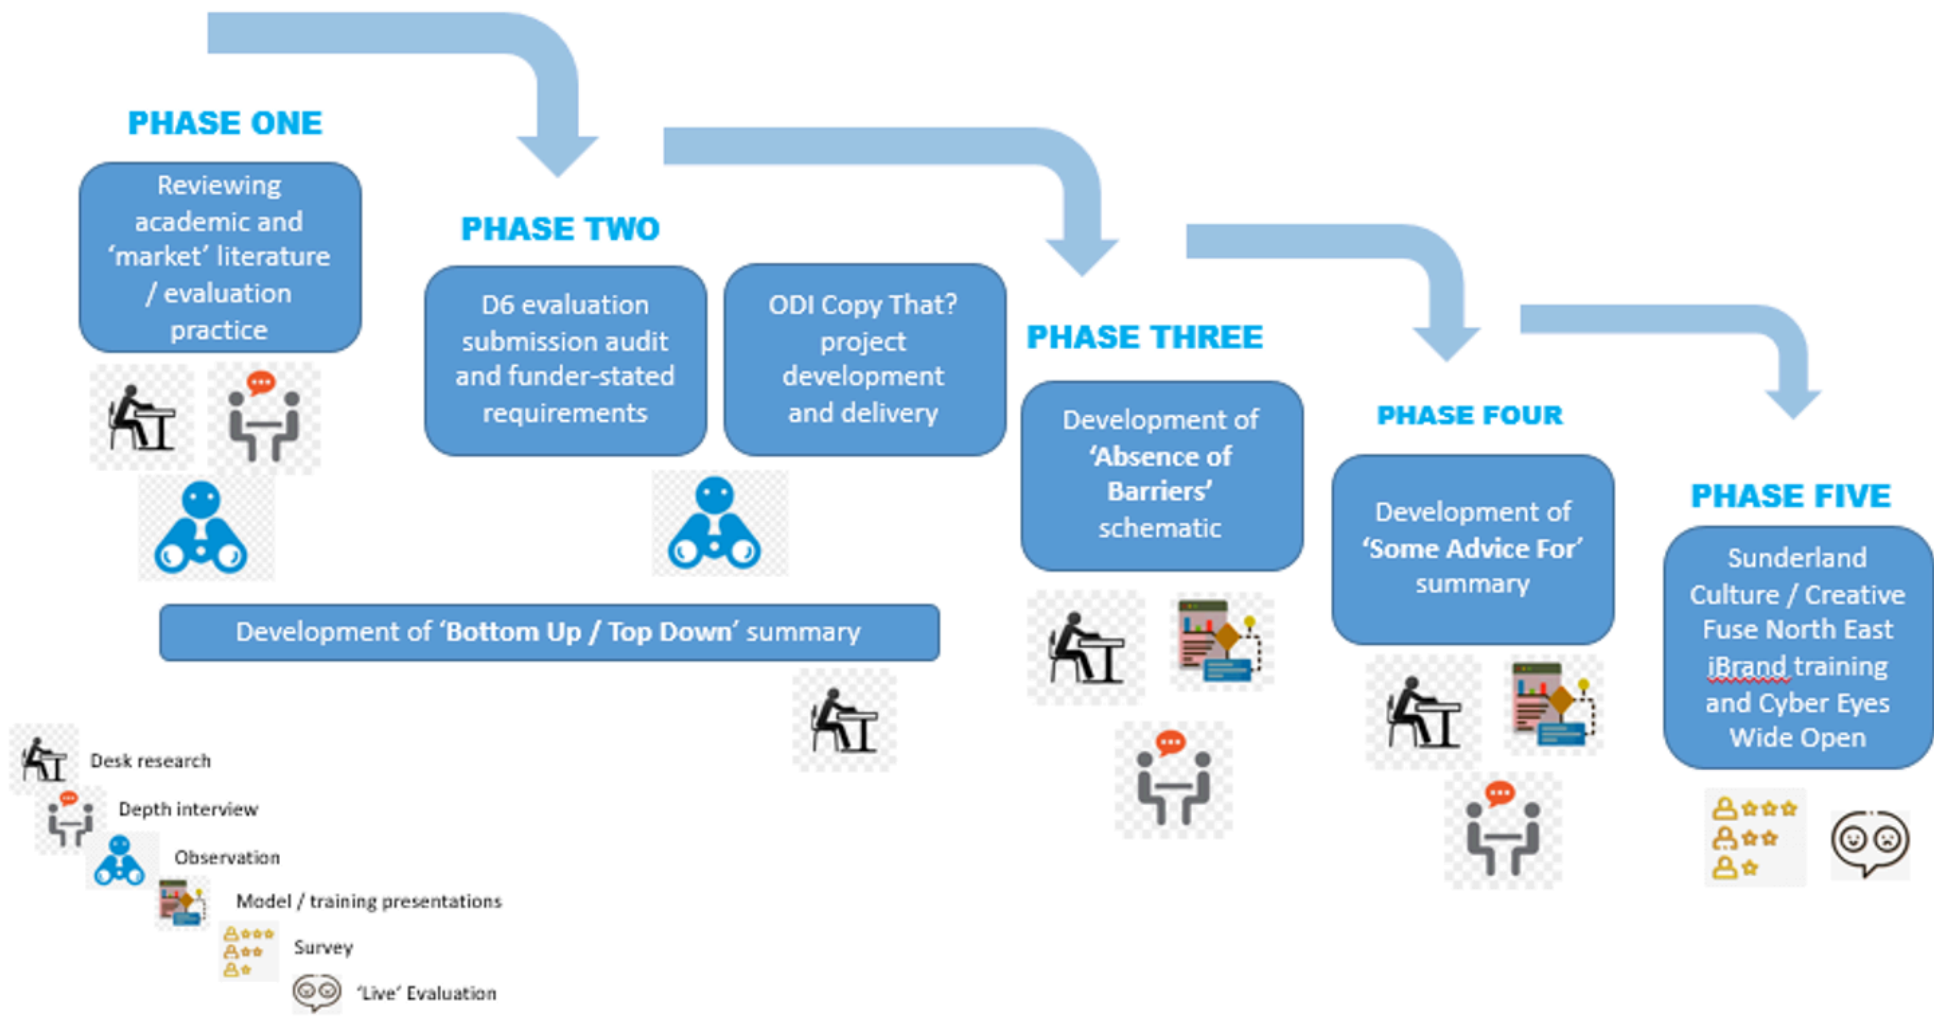 PHASE ONE
Reviewing
academic and
‘market’ literature
/ evaluation
practice
PHASE TWO
D6 evaluation
submission audit
and funder-stated
requirements
ODI Copy That?
project
development
and delivery
Development of ‘Bottom Up / Top Down’ summary
PHASE THREE
Development of
‘Absence of
Barriers’
schematic
PHASE FOUR
Development of
‘Some Advice For’
summary
PHASE FIVE
Sunderland
Culture / Creative
Fuse North East
iBrand training
and Cyber Eyes
Wide Open
Desk research
Depth interview
Observation
Model / training presentations
Survey
‘Live’ Evaluation